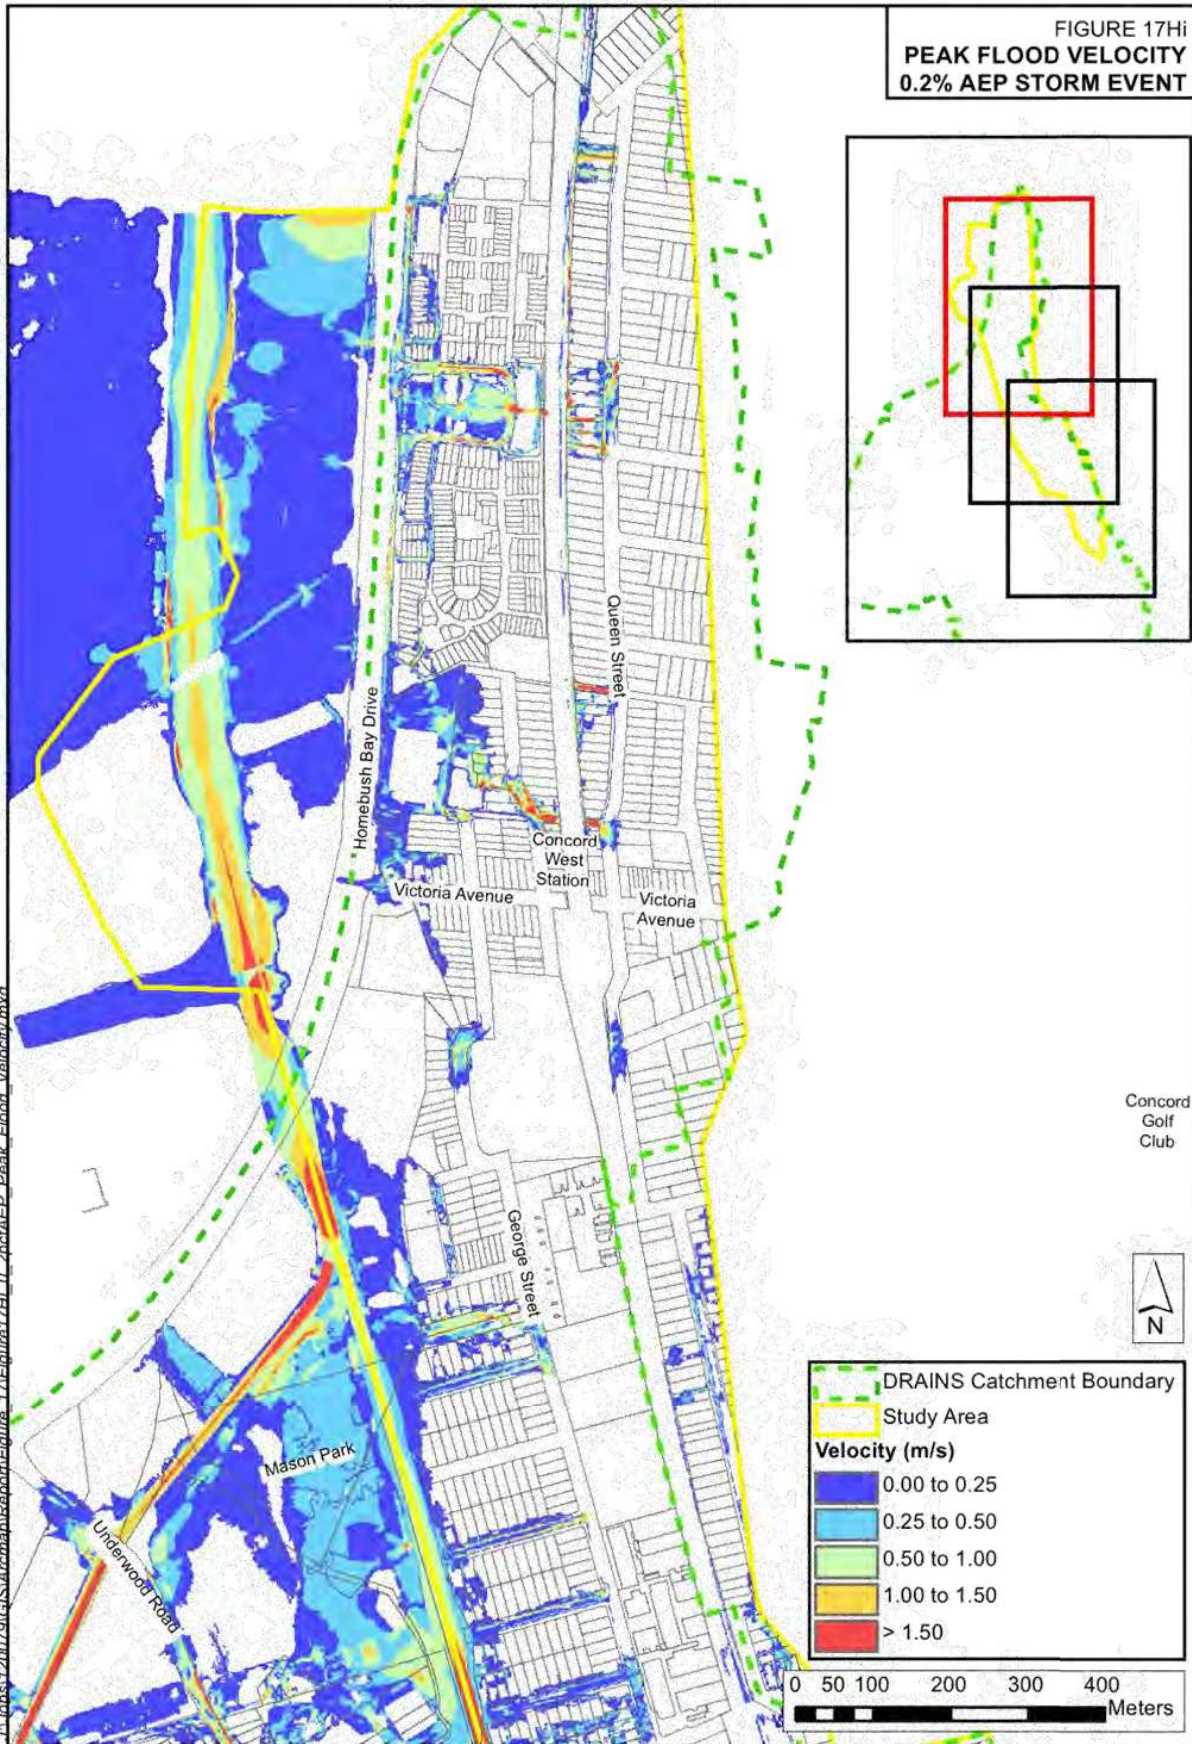 FIGURE 17Hi
PEAK FLOOD VELOCITY
0.2% AEP STORM EVENT
Queen Street
Homebush Bay Drive
Concord
West
Station
Victoria Avenue
Victoria
Avenue
Concord
Golf
Club
George Street
N
Mason Park
Underwood Road
DRAINS Catchment Boundary
Study Area
Velocity (m/s)
0.00 to 0.25
0.25 to 0.50
0.50 to 1.00
1.00 to 1.50
> 1.50
0 50 100 200 300 400
Meters